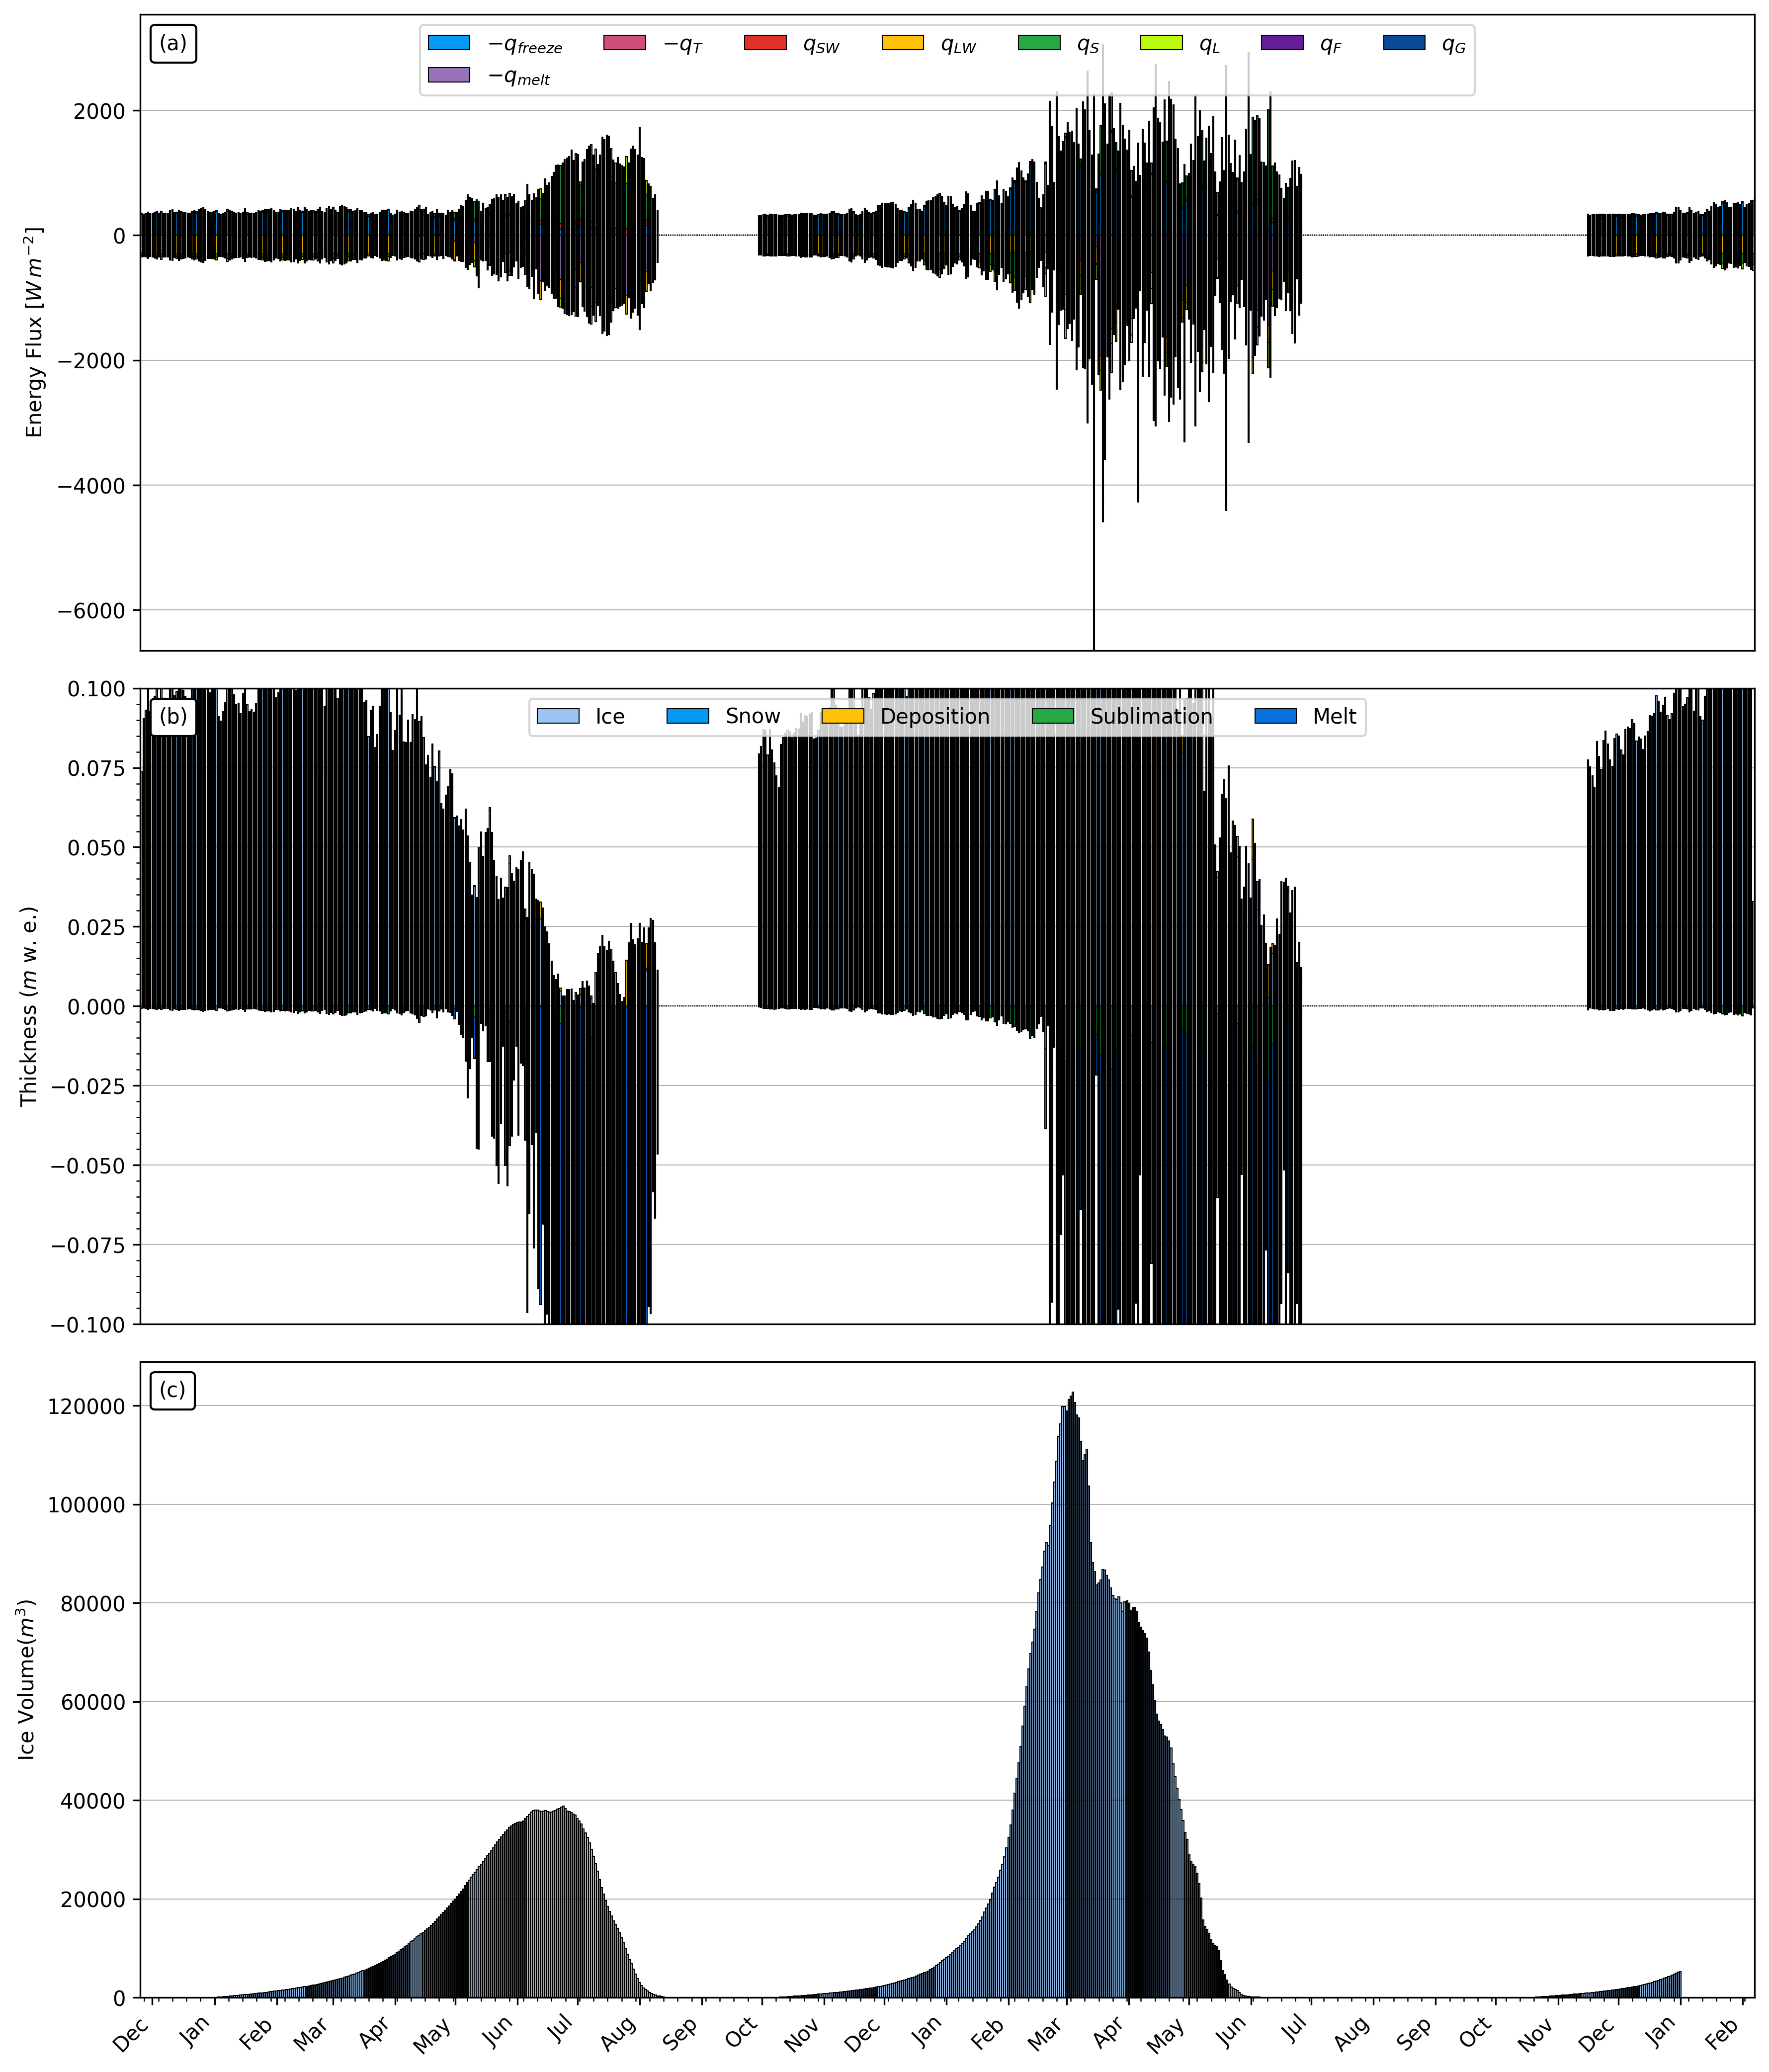 (a)
−q_freeze −q_T q_SW q_LW q_S q_L q_F q_G
−q_melt
2000
0
−2000
−4000
−6000
Energy Flux [W m⁻²]
(b)
Ice Snow Deposition Sublimation Melt
0.100
0.075
0.050
0.025
0.000
−0.025
−0.050
−0.075
−0.100
Thickness (m w. e.)
(c)
120000
100000
80000
60000
40000
20000
0
Ice Volume(m³)
Dec Jan Feb Mar Apr May Jun Jul Aug Sep Oct Nov Dec Jan Feb Mar Apr May Jun Jul Aug Sep Oct Nov Dec Jan Feb